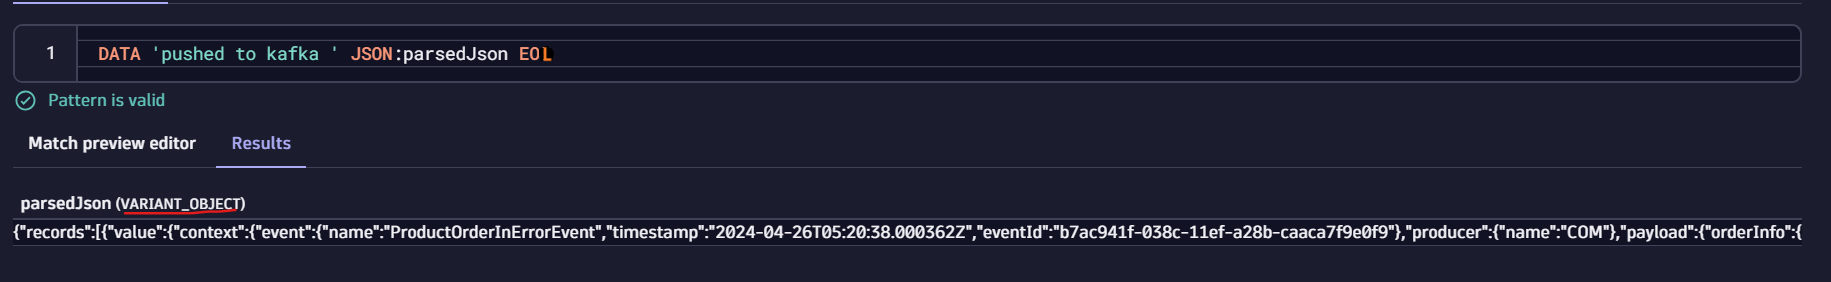 1 DATA 'pushed to kafka ' JSON:parsedJson EOL
Pattern is valid
Match preview editor Results
parsedJson (VARIANT_OBJECT)
{"records":[{"value":{"context":{"event":{"name":"ProductOrderInErrorEvent","timestamp":"2024-04-26T05:20:38.000362Z","eventId":"b7ac941f-038c-11ef-a28b-caaca7f9e0f9"},"producer":{"name":"COM"},"payload":{"orderInfo":{